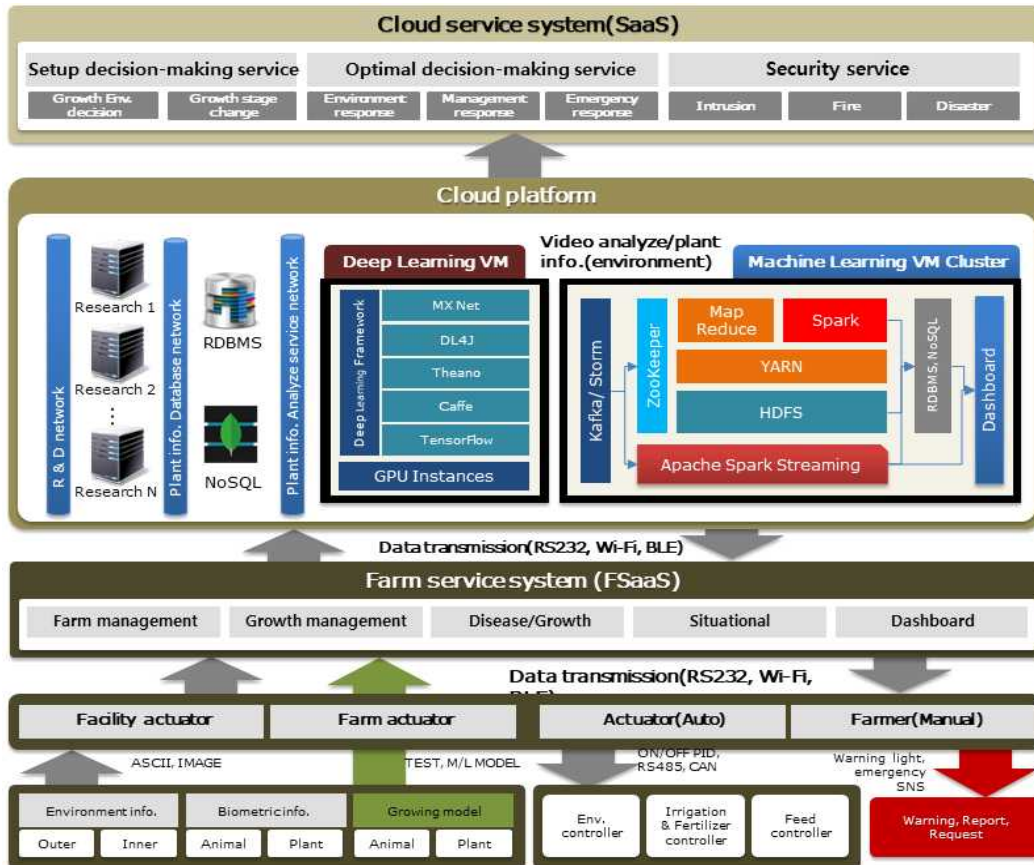 Cloud service system(SaaS)
Setup decision-making service
Optimal decision-making service
Security service
Growth Env.
decision
Growth stage
change
Environment
response
Management
response
Emergency
response
Intrusion
Fire
Disaster
Cloud platform
R & D network
Research 1
Research 2
Research N
Plant info. Database network
RDBMS
NoSQL
Plant info. Analyze service network
Deep Learning VM
Deep Learning Framework
MX Net
DL4J
Theano
Caffe
TensorFlow
GPU Instances
Video analyze/plant
info.(environment)
Machine Learning VM Cluster
Kafka/ Storm
ZooKeeper
Map
Reduce
Spark
YARN
HDFS
Apache Spark Streaming
RDBMS, NoSQL
Dashboard
Data transmission(RS232, Wi-Fi, BLE)
Farm service system (FSaaS)
Farm management
Growth management
Disease/Growth
Situational
Dashboard
Data transmission(RS232, Wi-Fi,
BLE)
Facility actuator
Farm actuator
Actuator(Auto)
Farmer(Manual)
ASCII, IMAGE
TEST, M/L MODEL
ON/OFF PID,
RS485, CAN
Warning light,
emergency
SNS
Environment info.
Biometric info.
Growing model
Outer
Inner
Animal
Plant
Animal
Plant
Env.
controller
Irrigation
& Fertilizer
controller
Feed
controller
Warning, Report,
Request